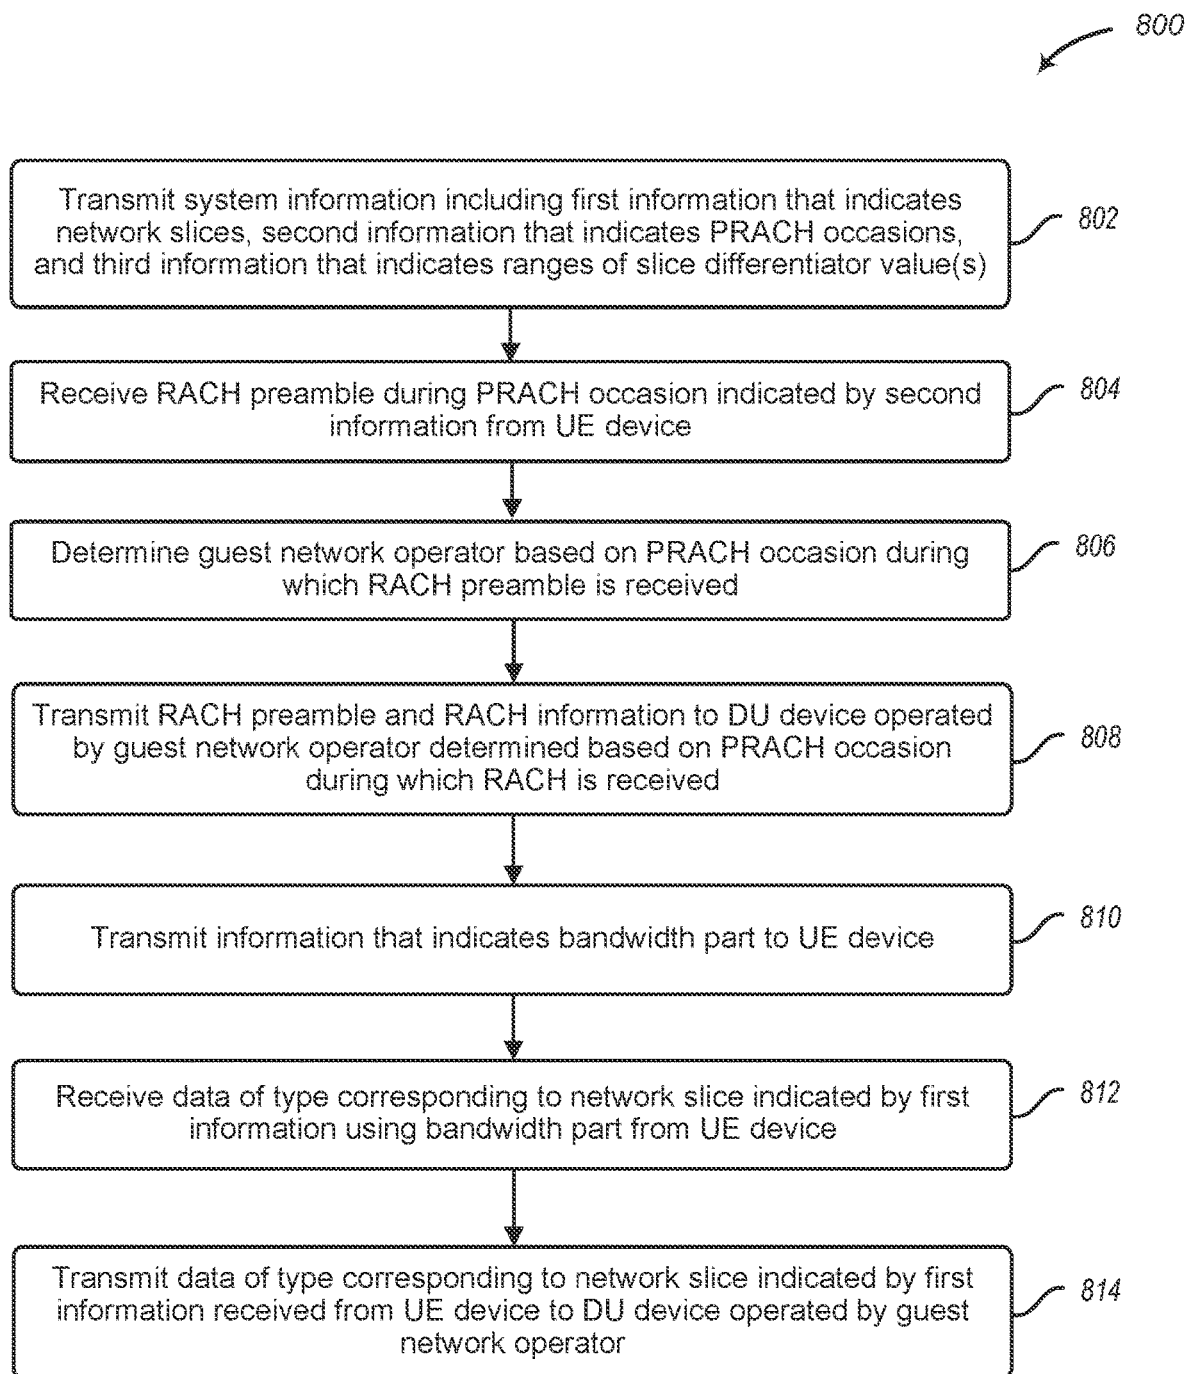 800
Transmit system information including first information that indicates
network slices, second information that indicates PRACH occasions,
and third information that indicates ranges of slice differentiator value(s)
802
Receive RACH preamble during PRACH occasion indicated by second
information from UE device
804
Determine guest network operator based on PRACH occasion during
which RACH preamble is received
806
Transmit RACH preamble and RACH information to DU device operated
by guest network operator determined based on PRACH occasion
during which RACH is received
808
Transmit information that indicates bandwidth part to UE device
810
Receive data of type corresponding to network slice indicated by first
information using bandwidth part from UE device
812
Transmit data of type corresponding to network slice indicated by first
information received from UE device to DU device operated by guest
network operator
814